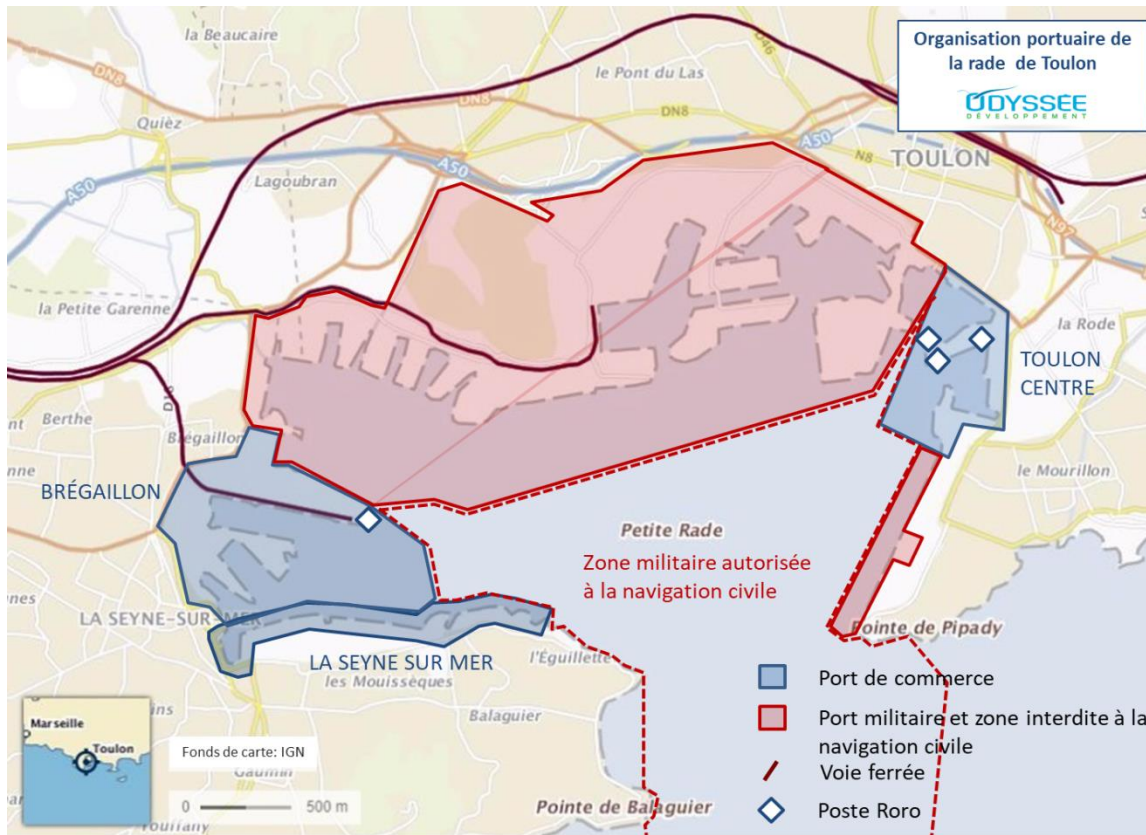 Organisation portuaire de
la rade de Toulon
ODYSSÉE
DÉVELOPPEMENT
la Beaucaire
D46
le Pont du Las
DN8
DN8
DN8
Quièz
A50
N8
TOULON
A50
Lagoubran
N97
la Petite Garenne
la Rode
TOULON
CENTRE
Berthe
Brégaillon
le Mourillon
BRÉGAILLON
Petite Rade
Zone militaire autorisée
à la navigation civile
LA SEYNE-SUR-MER
Pointe de Pipady
LA SEYNE SUR MER
l'Éguillette
les Mouissèques
Port de commerce
Balaguier
Port militaire et zone interdite à la
navigation civile
Marseille
Toulon
Fonds de carte: IGN
Voie ferrée
0 500 m
Pointe de Balaguier
Poste Roro